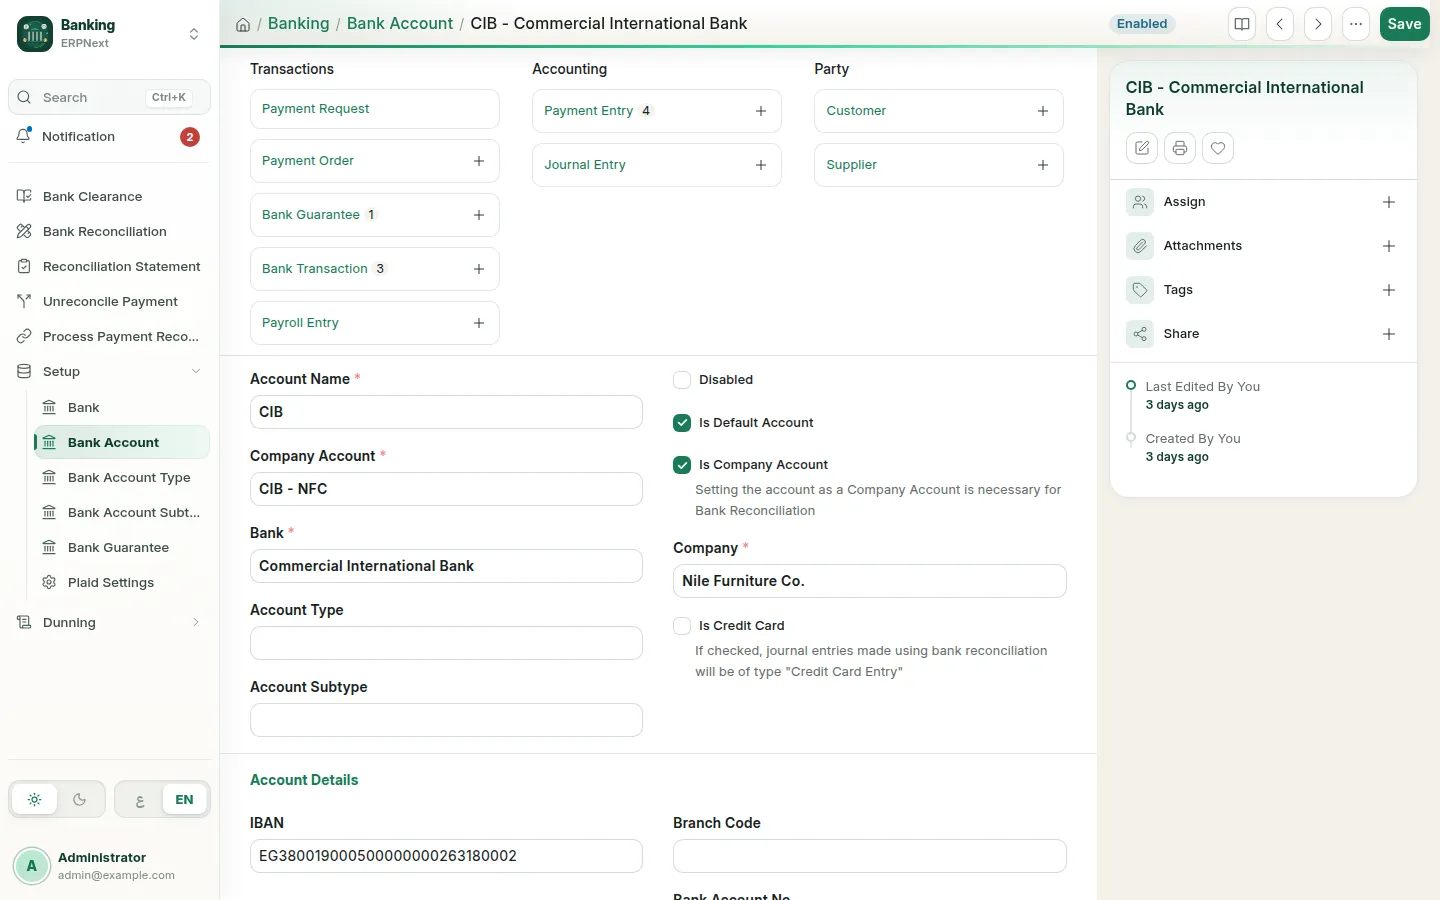 Banking
ERPNext
Search
Ctrl+K
Notification
2
Bank Clearance
Bank Reconciliation
Reconciliation Statement
Unreconcile Payment
Process Payment Reco...
Setup
Bank
Bank Account
Bank Account Type
Bank Account Subt...
Bank Guarantee
Plaid Settings
Dunning
ع
EN
A
Administrator
admin@example.com
/ Banking / Bank Account / CIB - Commercial International Bank
Enabled
Save
Transactions
Payment Request
Payment Order
Bank Guarantee 1
Bank Transaction 3
Payroll Entry
Accounting
Payment Entry 4
Journal Entry
Party
Customer
Supplier
Account Name *
CIB
Company Account *
CIB - NFC
Bank *
Commercial International Bank
Account Type
Account Subtype
Disabled
Is Default Account
Is Company Account
Setting the account as a Company Account is necessary for
Bank Reconciliation
Company *
Nile Furniture Co.
Is Credit Card
If checked, journal entries made using bank reconciliation
will be of type "Credit Card Entry"
Account Details
IBAN
EG380019000500000000263180002
Branch Code
Bank Account No
CIB - Commercial International
Bank
Assign
Attachments
Tags
Share
Last Edited By You
3 days ago
Created By You
3 days ago